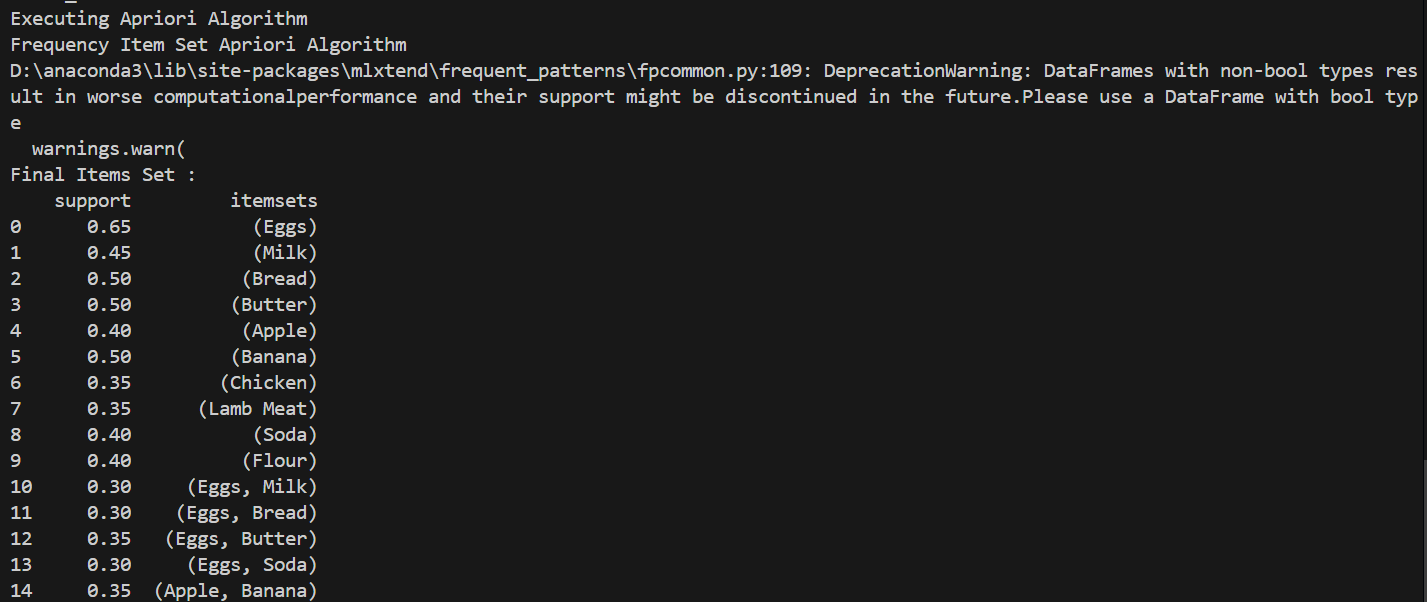 Executing Apriori Algorithm
Frequency Item Set Apriori Algorithm
D:\anaconda3\lib\site-packages\mlxtend\frequent_patterns\fpcommon.py:109: DeprecationWarning: DataFrames with non-bool types res
ult in worse computationalperformance and their support might be discontinued in the future.Please use a DataFrame with bool typ
e
  warnings.warn(
Final Items Set :
    support         itemsets
0      0.65           (Eggs)
1      0.45           (Milk)
2      0.50          (Bread)
3      0.50         (Butter)
4      0.40          (Apple)
5      0.50         (Banana)
6      0.35        (Chicken)
7      0.35      (Lamb Meat)
8      0.40           (Soda)
9      0.40          (Flour)
10     0.30     (Eggs, Milk)
11     0.30    (Eggs, Bread)
12     0.35   (Eggs, Butter)
13     0.30     (Eggs, Soda)
14     0.35  (Apple, Banana)